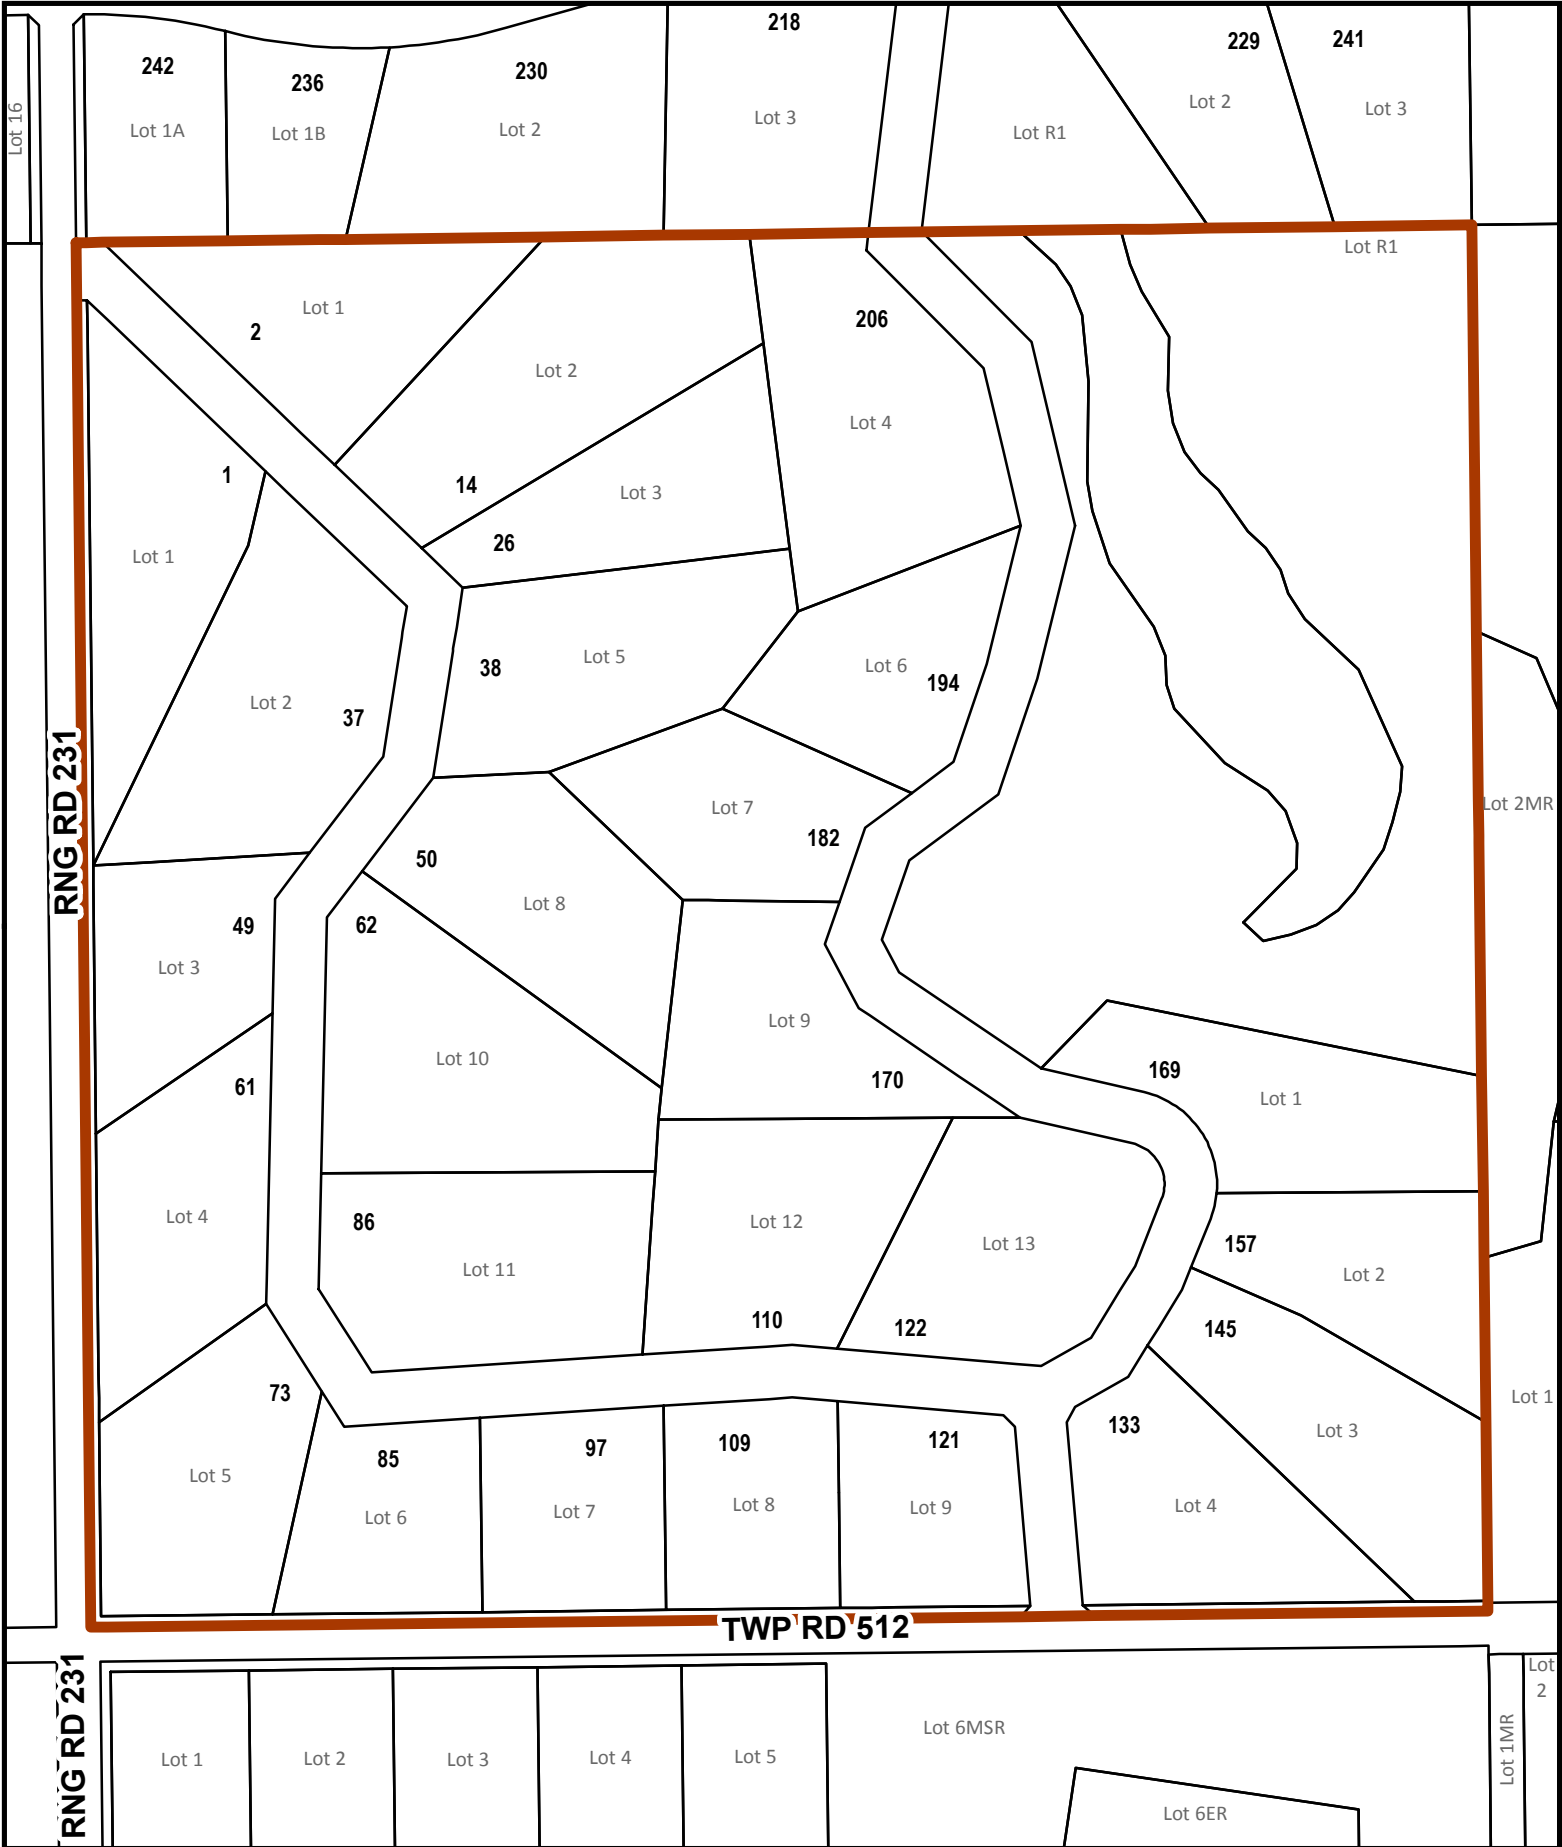 218
229
241
242
236
230
Lot 16
Lot 1A
Lot 1B
Lot 2
Lot 3
Lot R1
Lot 2
Lot 3
Lot R1
Lot 1
2
206
Lot 2
Lot 4
1
14
Lot 3
26
Lot 1
38
Lot 5
Lot 6
194
Lot 2
37
RNG RD 231
Lot 7
182
Lot 2MR
50
Lot 8
49
62
Lot 3
Lot 9
Lot 10
61
170
169
Lot 1
Lot 4
86
Lot 12
Lot 13
157
Lot 2
Lot 11
110
122
145
73
Lot 1
85
97
109
121
133
Lot 3
Lot 5
Lot 6
Lot 7
Lot 8
Lot 9
Lot 4
TWP RD 512
RNG RD 231
Lot
2
Lot 1
Lot 2
Lot 3
Lot 4
Lot 5
Lot 6MSR
Lot 1MR
Lot 6ER